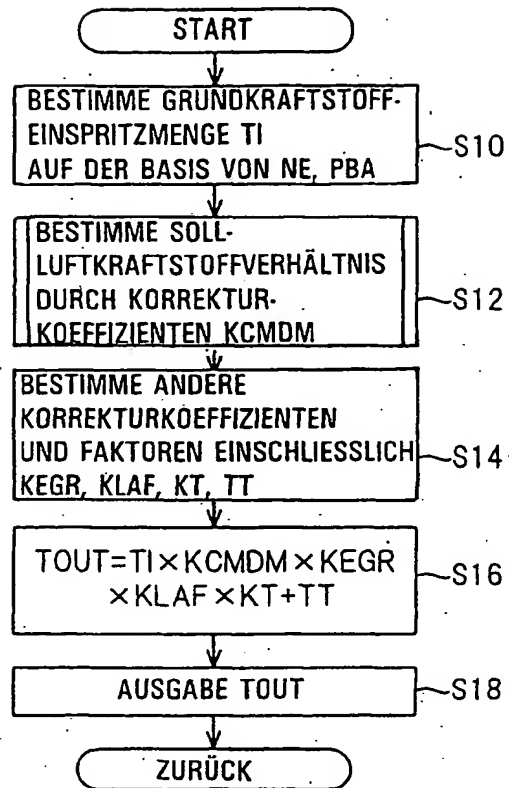 START
BESTIMME GRUNDKRAFTSTOFF-
EINSPRITZMENGE TI
AUF DER BASIS VON NE, PBA
S10
BESTIMME SOLL-
LUFTKRAFTSTOFFVERHÄLTNIS
DURCH KORREKTUR-
KOEFFIZIENTEN KCMDM
S12
BESTIMME ANDERE
KORREKTURKOEFFIZIENTEN
UND FAKTOREN EINSCHLIESSLICH
KEGR, KLAF, KT, TT
S14
TOUT=TI×KCMDM×KEGR
×KLAF×KT+TT
S16
AUSGABE TOUT
S18
ZURÜCK